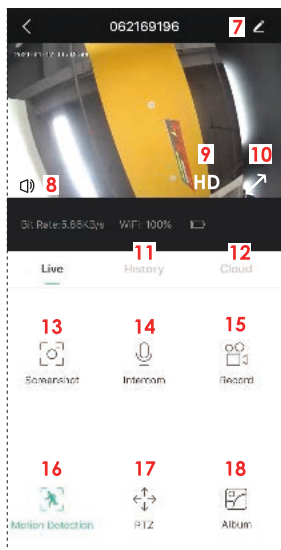 062169196 7
8
9 10
HD
Bit Rate:5.85KB/s WiFi: 100%
11 12
Live History Cloud
13 14 15
Screenshot Intercom Record
16 17 18
Motion Detection PTZ Album